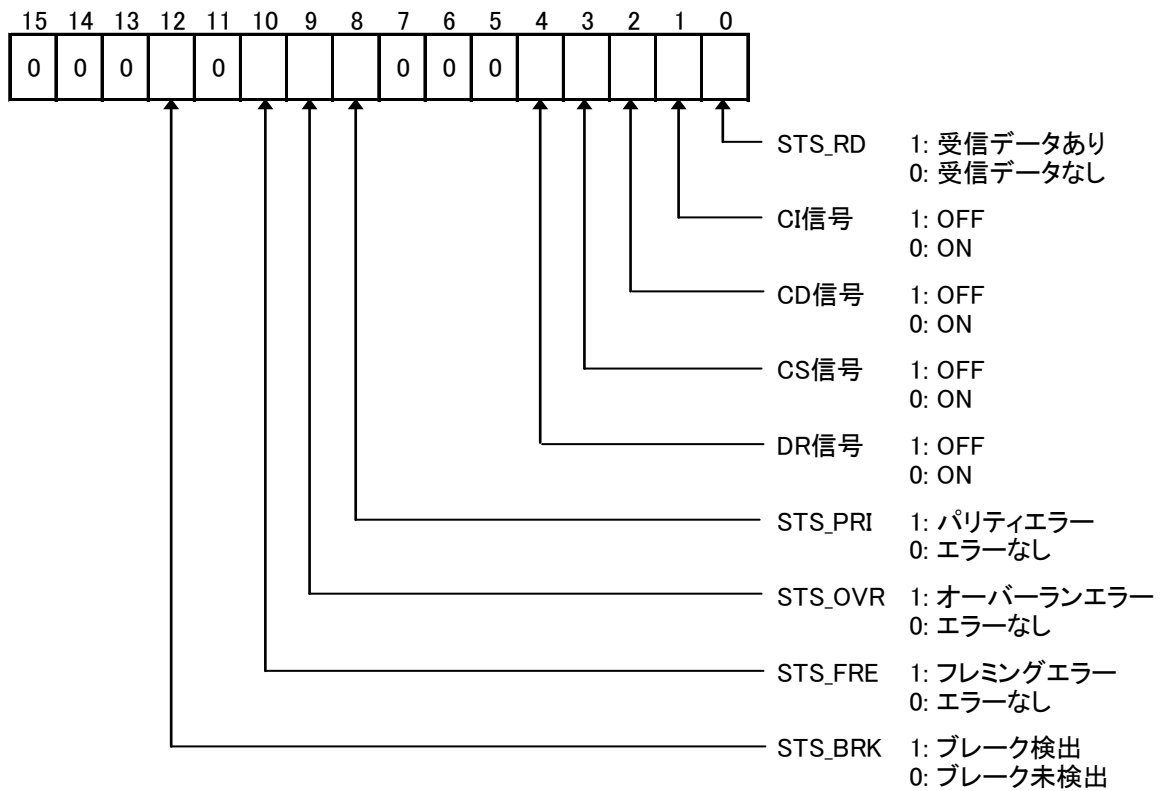 15 14 13 12 11 10 9 8 7 6 5 4 3 2 1 0
0 0 0 0 0 0 0
STS_RD 1: 受信データあり
0: 受信データなし
CI信号 1: OFF
0: ON
CD信号 1: OFF
0: ON
CS信号 1: OFF
0: ON
DR信号 1: OFF
0: ON
STS_PRI 1: パリティエラー
0: エラーなし
STS_OVR 1: オーバーランエラー
0: エラーなし
STS_FRE 1: フレミングエラー
0: エラーなし
STS_BRK 1: ブレーク検出
0: ブレーク未検出